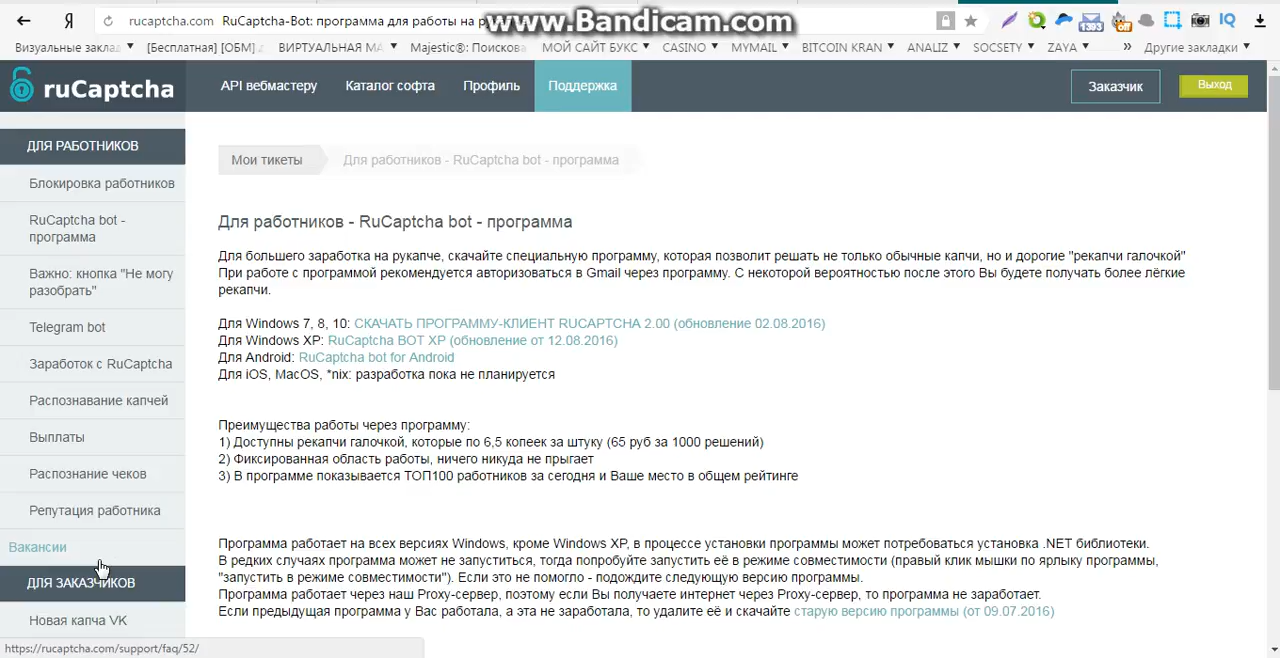 rucaptcha.com RuCaptcha-Bot: программа для работы на р
www.Bandicam.com
Визуальные заклад [Бесплатная] [ОБМ] ВИРТУАЛЬНАЯ МА Majestic®: Поискова МОЙ САЙТ БУКС CASINO MYMAIL BITCOIN KRAN ANALIZ SOCSETY ZAYA » Другие закладки
ruCaptcha API вебмастеру Каталог софта Профиль Поддержка Заказчик Выход
ДЛЯ РАБОТНИКОВ
Блокировка работников
RuCaptcha bot -
программа
Важно: кнопка "Не могу
разобрать"
Telegram bot
Заработок с RuCaptcha
Распознавание капчей
Выплаты
Распознание чеков
Репутация работника
Вакансии
ДЛЯ ЗАКАЗЧИКОВ
Новая капча VK
Мои тикеты Для работников - RuCaptcha bot - программа
Для работников - RuCaptcha bot - программа
Для большего заработка на рукапче, скачайте специальную программу, которая позволит решать не только обычные капчи, но и дорогие "рекапчи галочкой"
При работе с программой рекомендуется авторизоваться в Gmail через программу. С некоторой вероятностью после этого Вы будете получать более лёгкие
рекапчи.
Для Windows 7, 8, 10: СКАЧАТЬ ПРОГРАММУ-КЛИЕНТ RUCAPTCHA 2.00 (обновление 02.08.2016)
Для Windows XP: RuCaptcha BOT XP (обновление от 12.08.2016)
Для Android: RuCaptcha bot for Android
Для iOS, MacOS, *nix: разработка пока не планируется
Преимущества работы через программу:
1) Доступны рекапчи галочкой, которые по 6,5 копеек за штуку (65 руб за 1000 решений)
2) Фиксированная область работы, ничего никуда не прыгает
3) В программе показывается ТОП100 работников за сегодня и Ваше место в общем рейтинге
Программа работает на всех версиях Windows, кроме Windows XP, в процессе установки программы может потребоваться установка .NET библиотеки.
В редких случаях программа может не запуститься, тогда попробуйте запустить её в режиме совместимости (правый клик мышки по ярлыку программы,
"запустить в режиме совместимости"). Если это не помогло - подождите следующую версию программы.
Программа работает через наш Proxy-сервер, поэтому если Вы получаете интернет через Proxy-сервер, то программа не заработает.
Если предыдущая программа у Вас работала, а эта не заработала, то удалите её и скачайте старую версию программы (от 09.07.2016)
https://rucaptcha.com/support/faq/52/